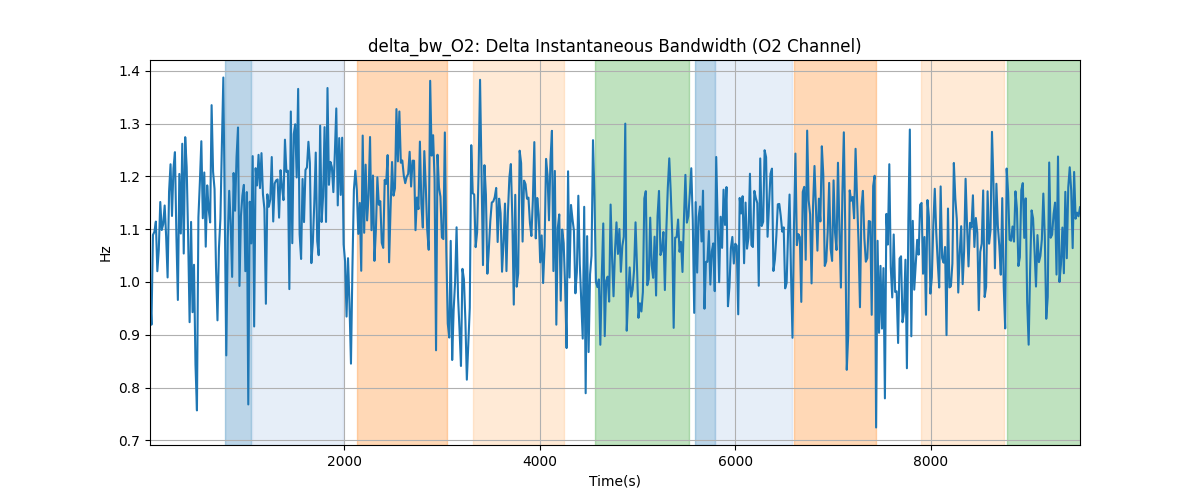 delta_bw_O2: Delta Instantaneous Bandwidth (O2 Channel)
1.4
1.3
1.2
1.1
1.0
0.9
0.8
0.7
Hz
2000 4000 6000 8000
Time(s)